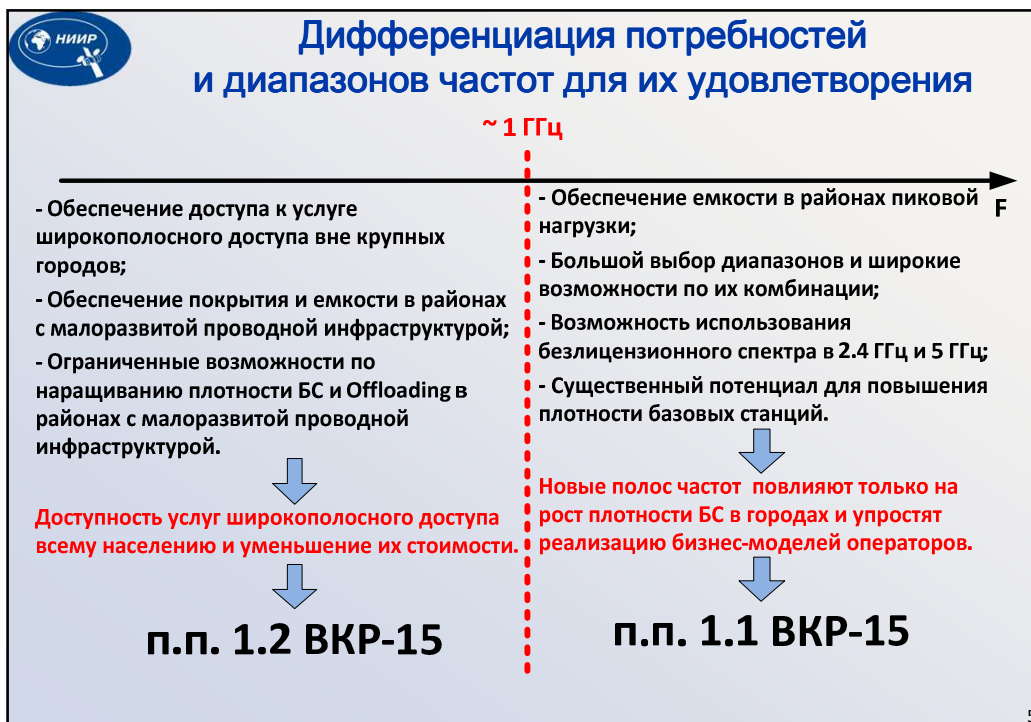 НИИР
Дифференциация потребностей
и диапазонов частот для их удовлетворения
~ 1 ГГц
F
- Обеспечение доступа к услуге
широкополосного доступа вне крупных
городов;
- Обеспечение покрытия и емкости в районах
с малоразвитой проводной инфраструктурой;
- Ограниченные возможности по
наращиванию плотности БС и Offloading в
районах с малоразвитой проводной
инфраструктурой.
Доступность услуг широкополосного доступа
всему населению и уменьшение их стоимости.
п.п. 1.2 ВКР-15
- Обеспечение емкости в районах пиковой
нагрузки;
- Большой выбор диапазонов и широкие
возможности по их комбинации;
- Возможность использования
безлицензионного спектра в 2.4 ГГц и 5 ГГц;
- Существенный потенциал для повышения
плотности базовых станций.
Новые полос частот повлияют только на
рост плотности БС в городах и упростят
реализацию бизнес-моделей операторов.
п.п. 1.1 ВКР-15